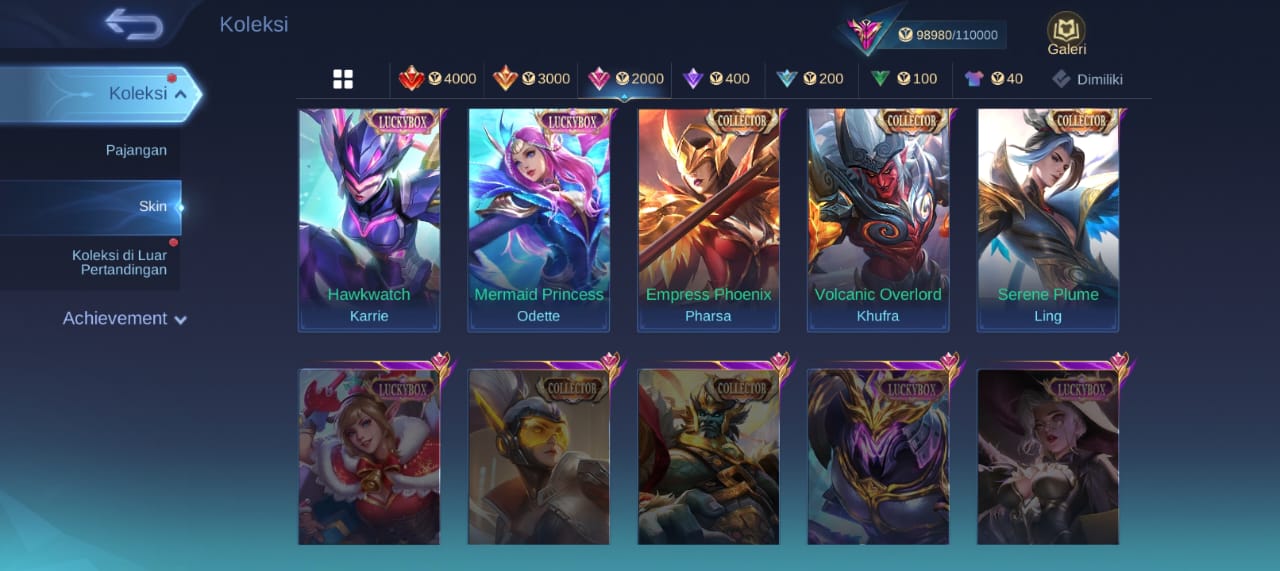 Koleksi
98980/110000
Galeri
4000
3000
2000
400
200
100
40
Dimiliki
Koleksi
Pajangan
Skin
Koleksi di Luar
Pertandingan
Achievement
LUCKYBOX
Hawkwatch
Karrie
LUCKYBOX
Mermaid Princess
Odette
COLLECTOR
Empress Phoenix
Pharsa
COLLECTOR
Volcanic Overlord
Khufra
COLLECTOR
Serene Plume
Ling
LUCKYBOX
COLLECTOR
COLLECTOR
LUCKYBOX
LUCKYBOX